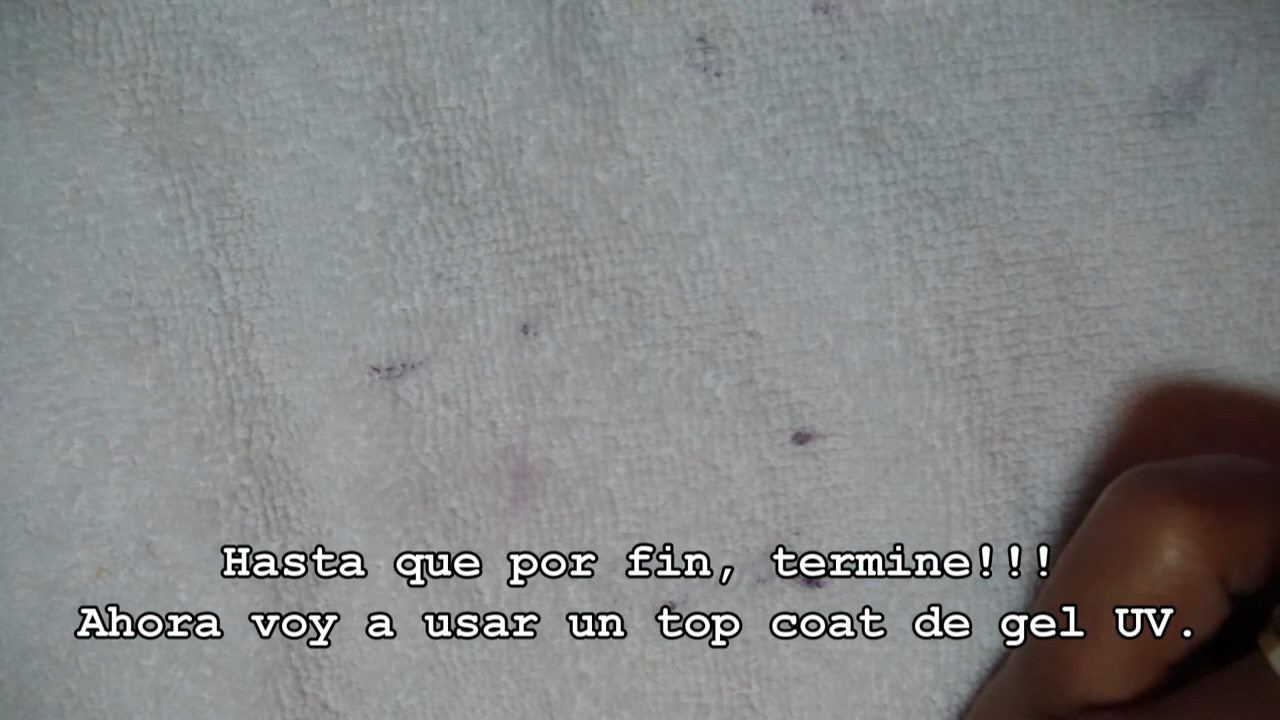 Hasta que por fin, termine!!!
Ahora voy a usar un top coat de gel UV.